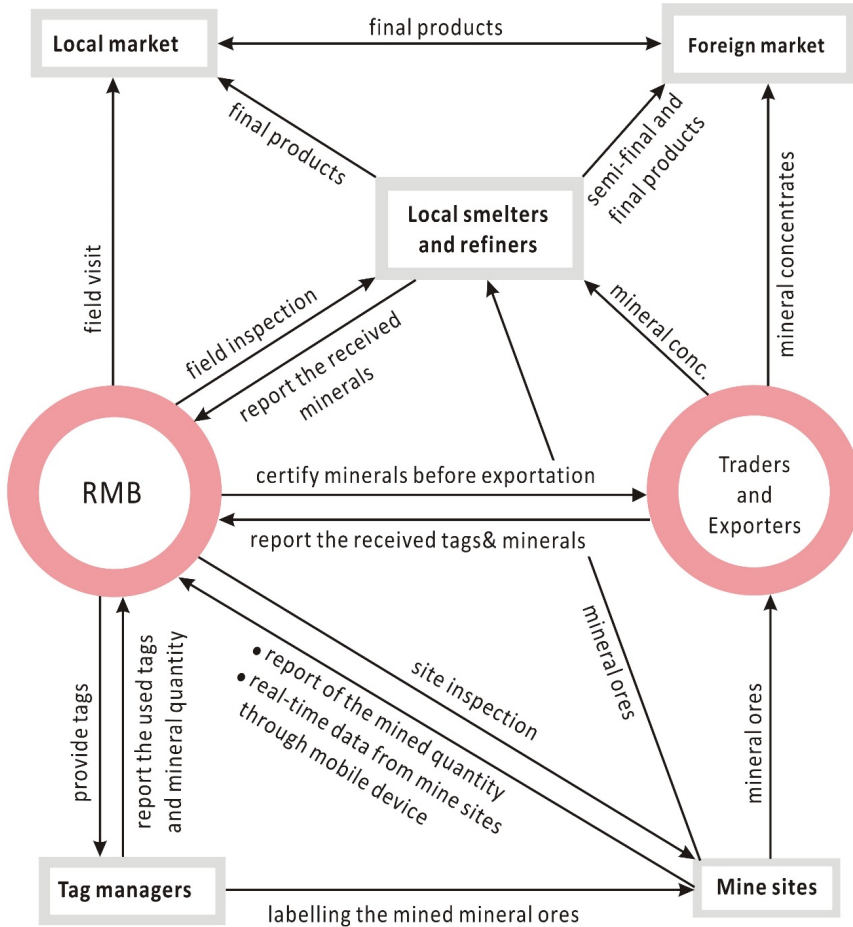 Local market
final products
Foreign market
final products
semi-final and
final products
Local smelters
and refiners
mineral concentrates
field visit
field inspection
report the received
minerals
mineral conc.
RMB
certify minerals before exportation
Traders
and
Exporters
report the received tags& minerals
provide tags
report the used tags
and mineral quantity
site inspection
• report of the mined quantity
• real-time data from mine sites
through mobile device
mineral ores
mineral ores
Tag managers
labelling the mined mineral ores
Mine sites